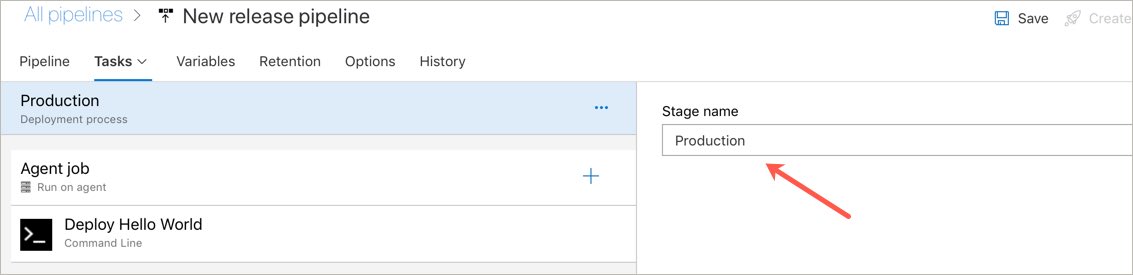 All pipelines > New release pipeline
Save Create
Pipeline Tasks Variables Retention Options History
Production
Deployment process
Stage name
Production
Agent job
Run on agent
Deploy Hello World
Command Line